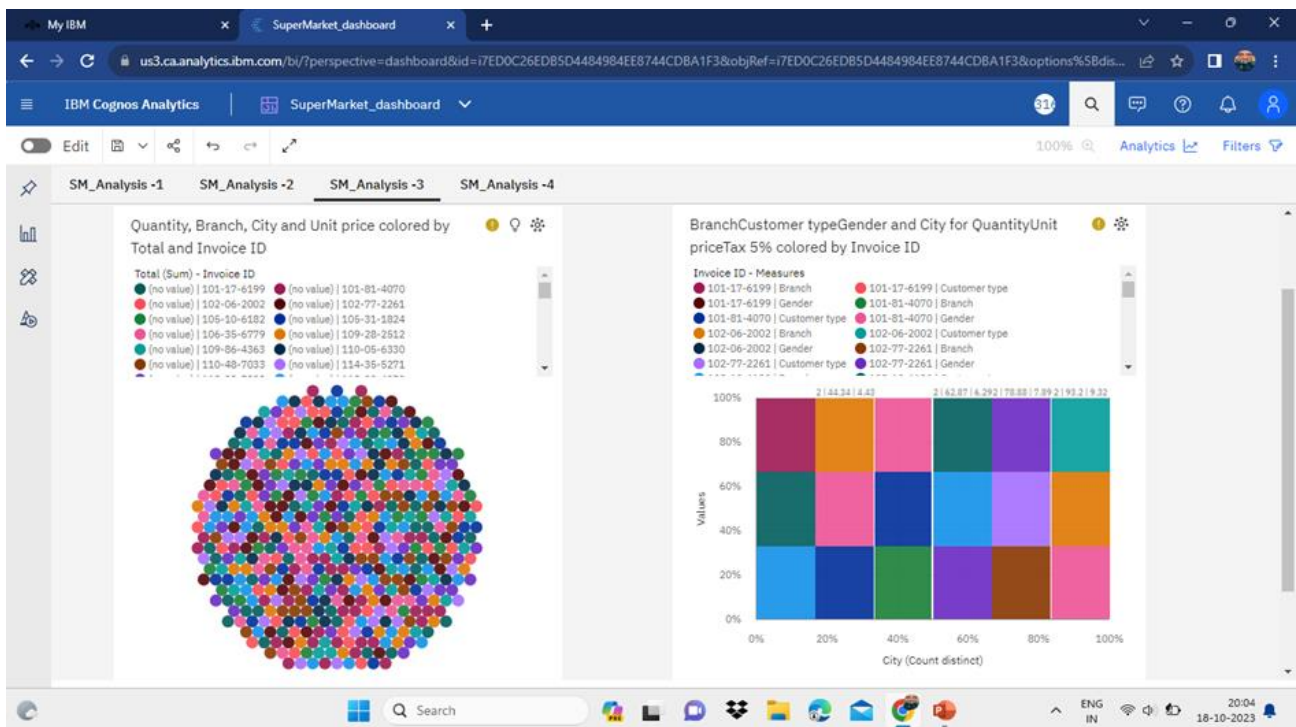 My IBM
SuperMarket_dashboard
us3.ca.analytics.ibm.com/bi/?perspective=dashboard&id=i7ED0C26EDB5D4484984EE8744CDBA1F3&objRef=i7ED0C26EDB5D4484984EE8744CDBA1F3&options%5Bdis...
IBM Cognos Analytics
SuperMarket_dashboard
Edit
100%
Analytics
Filters
SM_Analysis -1
SM_Analysis -2
SM_Analysis -3
SM_Analysis -4
Quantity, Branch, City and Unit price colored by
Total and Invoice ID
Total (Sum) - Invoice ID
(no value) | 101-17-6199 (no value) | 101-81-4070
(no value) | 102-06-2002 (no value) | 102-77-2261
(no value) | 105-10-6182 (no value) | 105-31-1824
(no value) | 106-35-6779 (no value) | 109-28-2512
(no value) | 109-86-4363 (no value) | 110-05-6330
(no value) | 110-48-7033 (no value) | 114-35-5271
BranchCustomer typeGender and City for QuantityUnit
priceTax 5% colored by Invoice ID
Invoice ID - Measures
101-17-6199 | Branch 101-17-6199 | Customer type
101-17-6199 | Gender 101-81-4070 | Branch
101-81-4070 | Customer type 101-81-4070 | Gender
102-06-2002 | Branch 102-06-2002 | Customer type
102-06-2002 | Gender 102-77-2261 | Branch
102-77-2261 | Customer type 102-77-2261 | Gender
2 | 44.34 | 4.43 2 | 62.87 | 6.292 | 78.88 | 7.89 2 | 93.2 | 9.32
100%
80%
60%
40%
20%
0%
Values
0% 20% 40% 60% 80% 100%
City (Count distinct)
Search
ENG
IN
20:04
18-10-2023